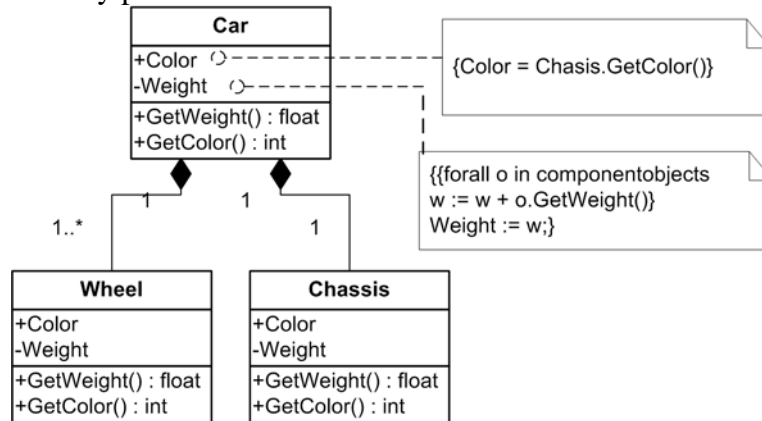 Car
+Color
-Weight
+GetWeight() : float
+GetColor() : int
{Color = Chasis.GetColor()}
{{forall o in componentobjects
w := w + o.GetWeight()}
Weight := w;}
1
1
1..*
1
Wheel
+Color
-Weight
+GetWeight() : float
+GetColor() : int
Chassis
+Color
-Weight
+GetWeight() : float
+GetColor() : int